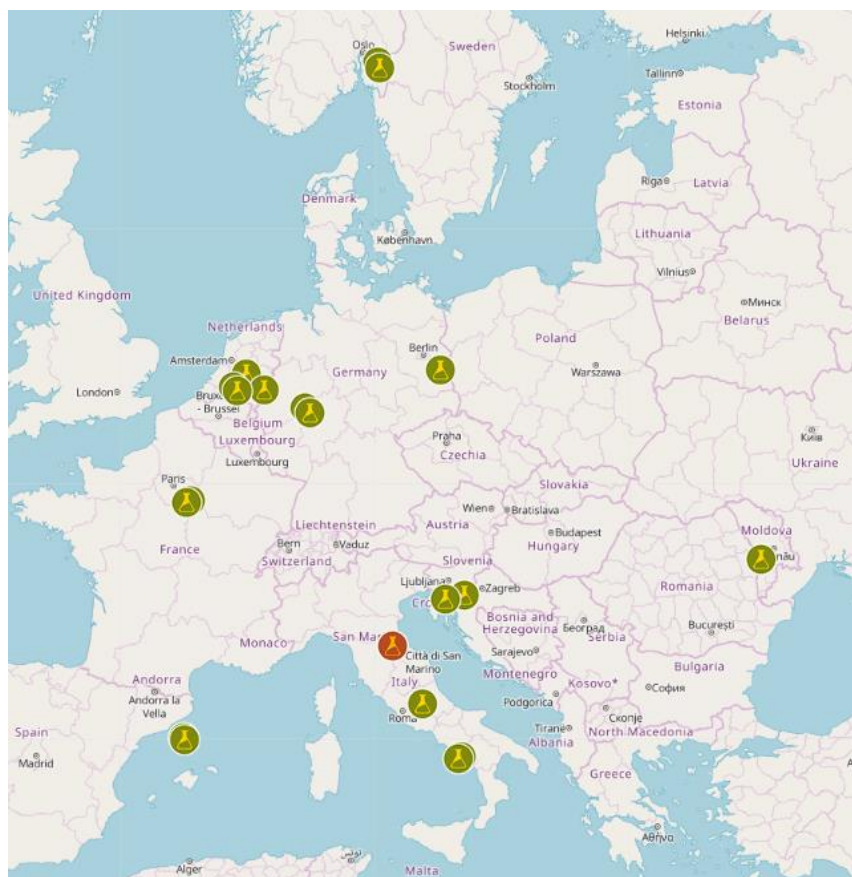 Helsinki
Oslo
Sweden
Stockholm
Tallinn
Estonia
Riga
Latvia
Denmark
København
Lithuania
Vilnius
United Kingdom
Минск
Belarus
Netherlands
Amsterdam
Berlin
Poland
Germany
Warszawa
London
- Brussel
Belgium
Praha
Київ
Luxembourg
Czechia
Luxembourg
Ukraine
Paris
Slovakia
Wien
Bratislava
Liechtenstein
Austria
Moldova
Budapest
France
Bern
Vaduz
Hungary
Switzerland
Slovenia
Ljubljana
Zagreb
Romania
Bosnia and
Herzegovina
București
Београд
Serbia
Monaco
San Ma
Città di San
Marino
Sarajevo
Montenegro
Bulgaria
Andorra
Italy
Kosovo*
София
Andorra la
Vella
Podgorica
Roma
Скопје
Spain
Tiranë
North Macedonia
Albania
Madrid
Greece
Αθήνα
Alger
تونس
Malta